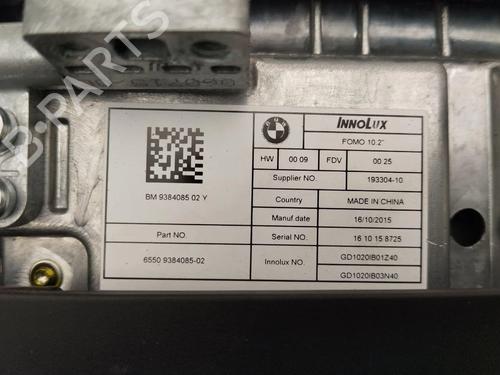 B-PARTS
BMW
INNOLUX
FOMO 10.2"
HW 00 09 FDV 00 25
Supplier NO. 193304-10
BM 9384085 02 Y
Country MADE IN CHINA
Manuf date 16/10/2015
Part NO.
Serial NO. 16 10 15 8725
6550 9384085-02
Innolux NO. GD1020IB01Z40
GD1020IB03N40